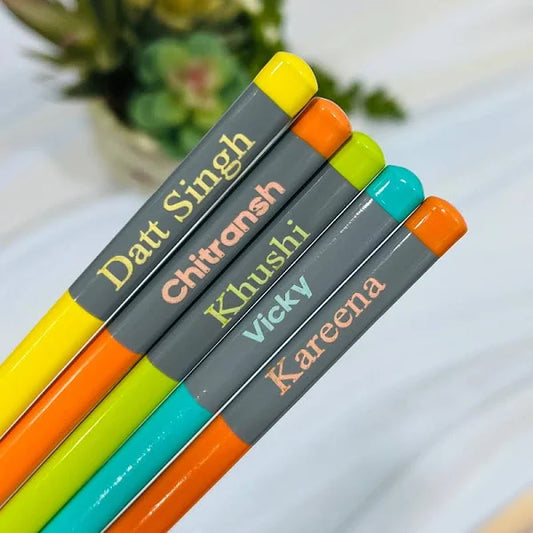 Datt Singh
Chitransh
Khushi
Vicky
Kareena